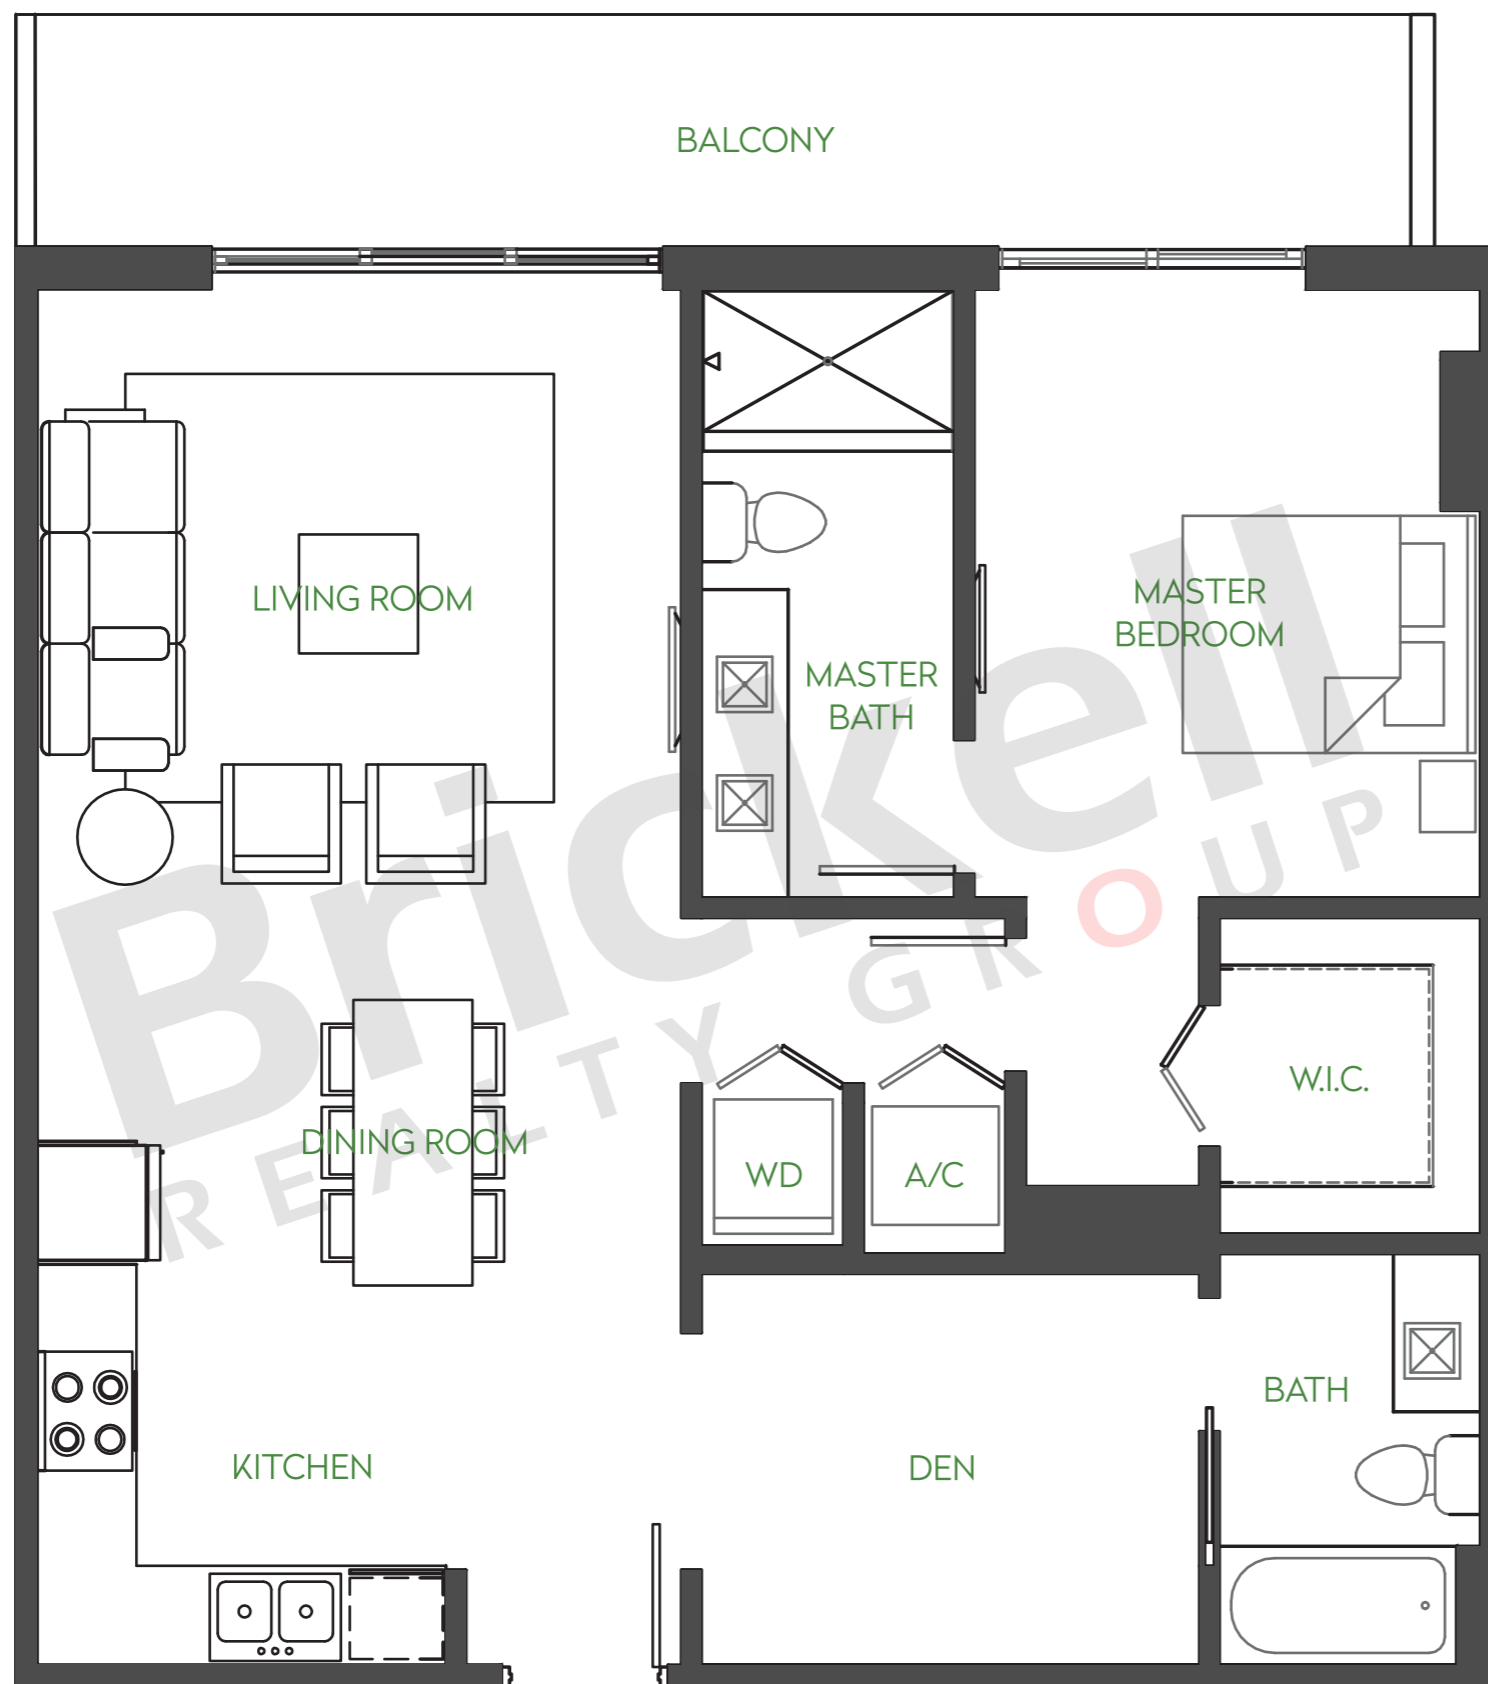 BALCONY
LIVING ROOM
MASTER
BEDROOM
MASTER
BATH
Brickell
REALTY GROUP
W.I.C.
DINING ROOM
WD
A/C
BATH
KITCHEN
DEN